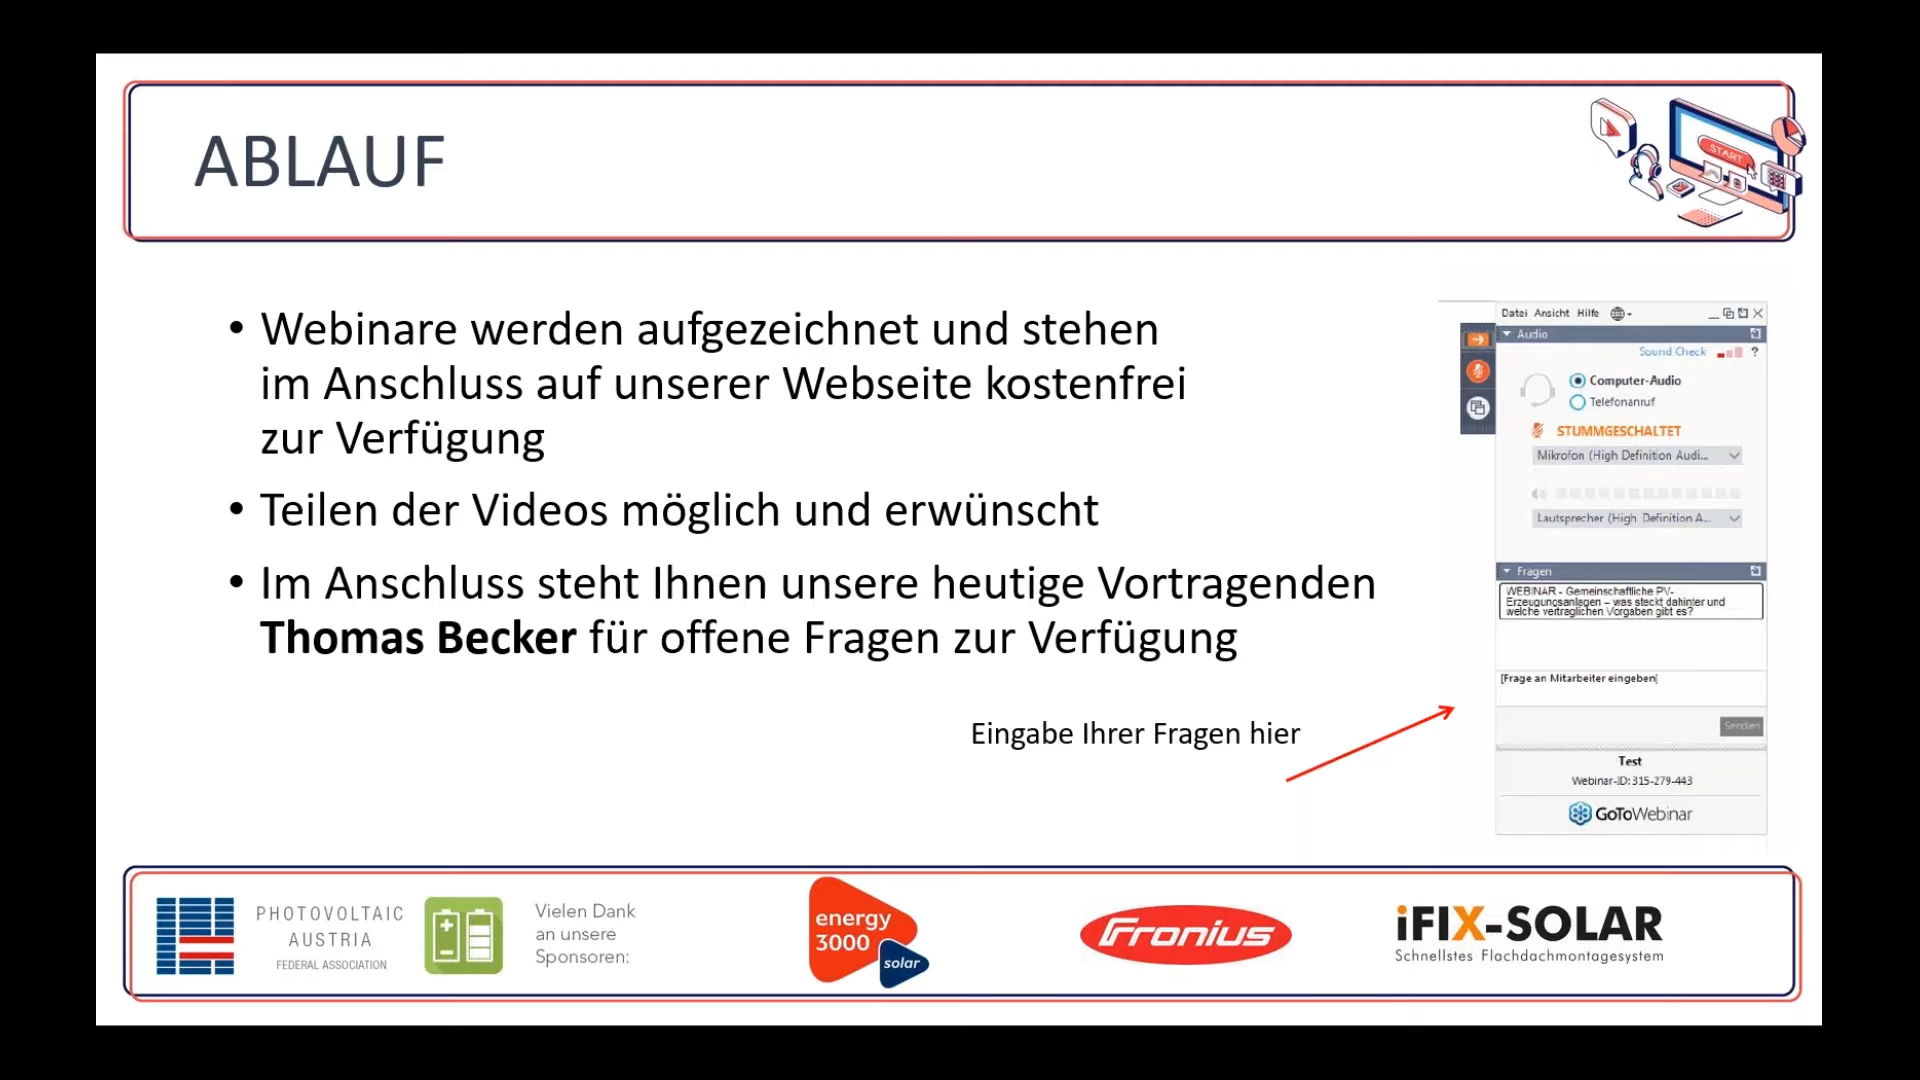 ABLAUF
START
• Webinare werden aufgezeichnet und stehen
im Anschluss auf unserer Webseite kostenfrei
zur Verfügung
• Teilen der Videos möglich und erwünscht
• Im Anschluss steht Ihnen unsere heutige Vortragenden
Thomas Becker für offene Fragen zur Verfügung
Eingabe Ihrer Fragen hier
Datei Ansicht Hilfe
Audio
Sound Check ?
Computer-Audio
Telefonanruf
STUMMGESCHALTET
Mikrofon (High Definition Audi...
Lautsprecher (High Definition A...
Fragen
WEBINAR - Gemeinschaftliche PV-
Erzeugungsanlagen – was steckt dahinter und
welche vertraglichen Vorgaben gibt es?
[Frage an Mitarbeiter eingeben]
Senden
Test
Webinar-ID: 315-279-443
GoToWebinar
PHOTOVOLTAIC
AUSTRIA
FEDERAL ASSOCIATION
Vielen Dank
an unsere
Sponsoren:
energy
3000
solar
Fronius
iFIX-SOLAR
Schnellstes Flachdachmontagesystem